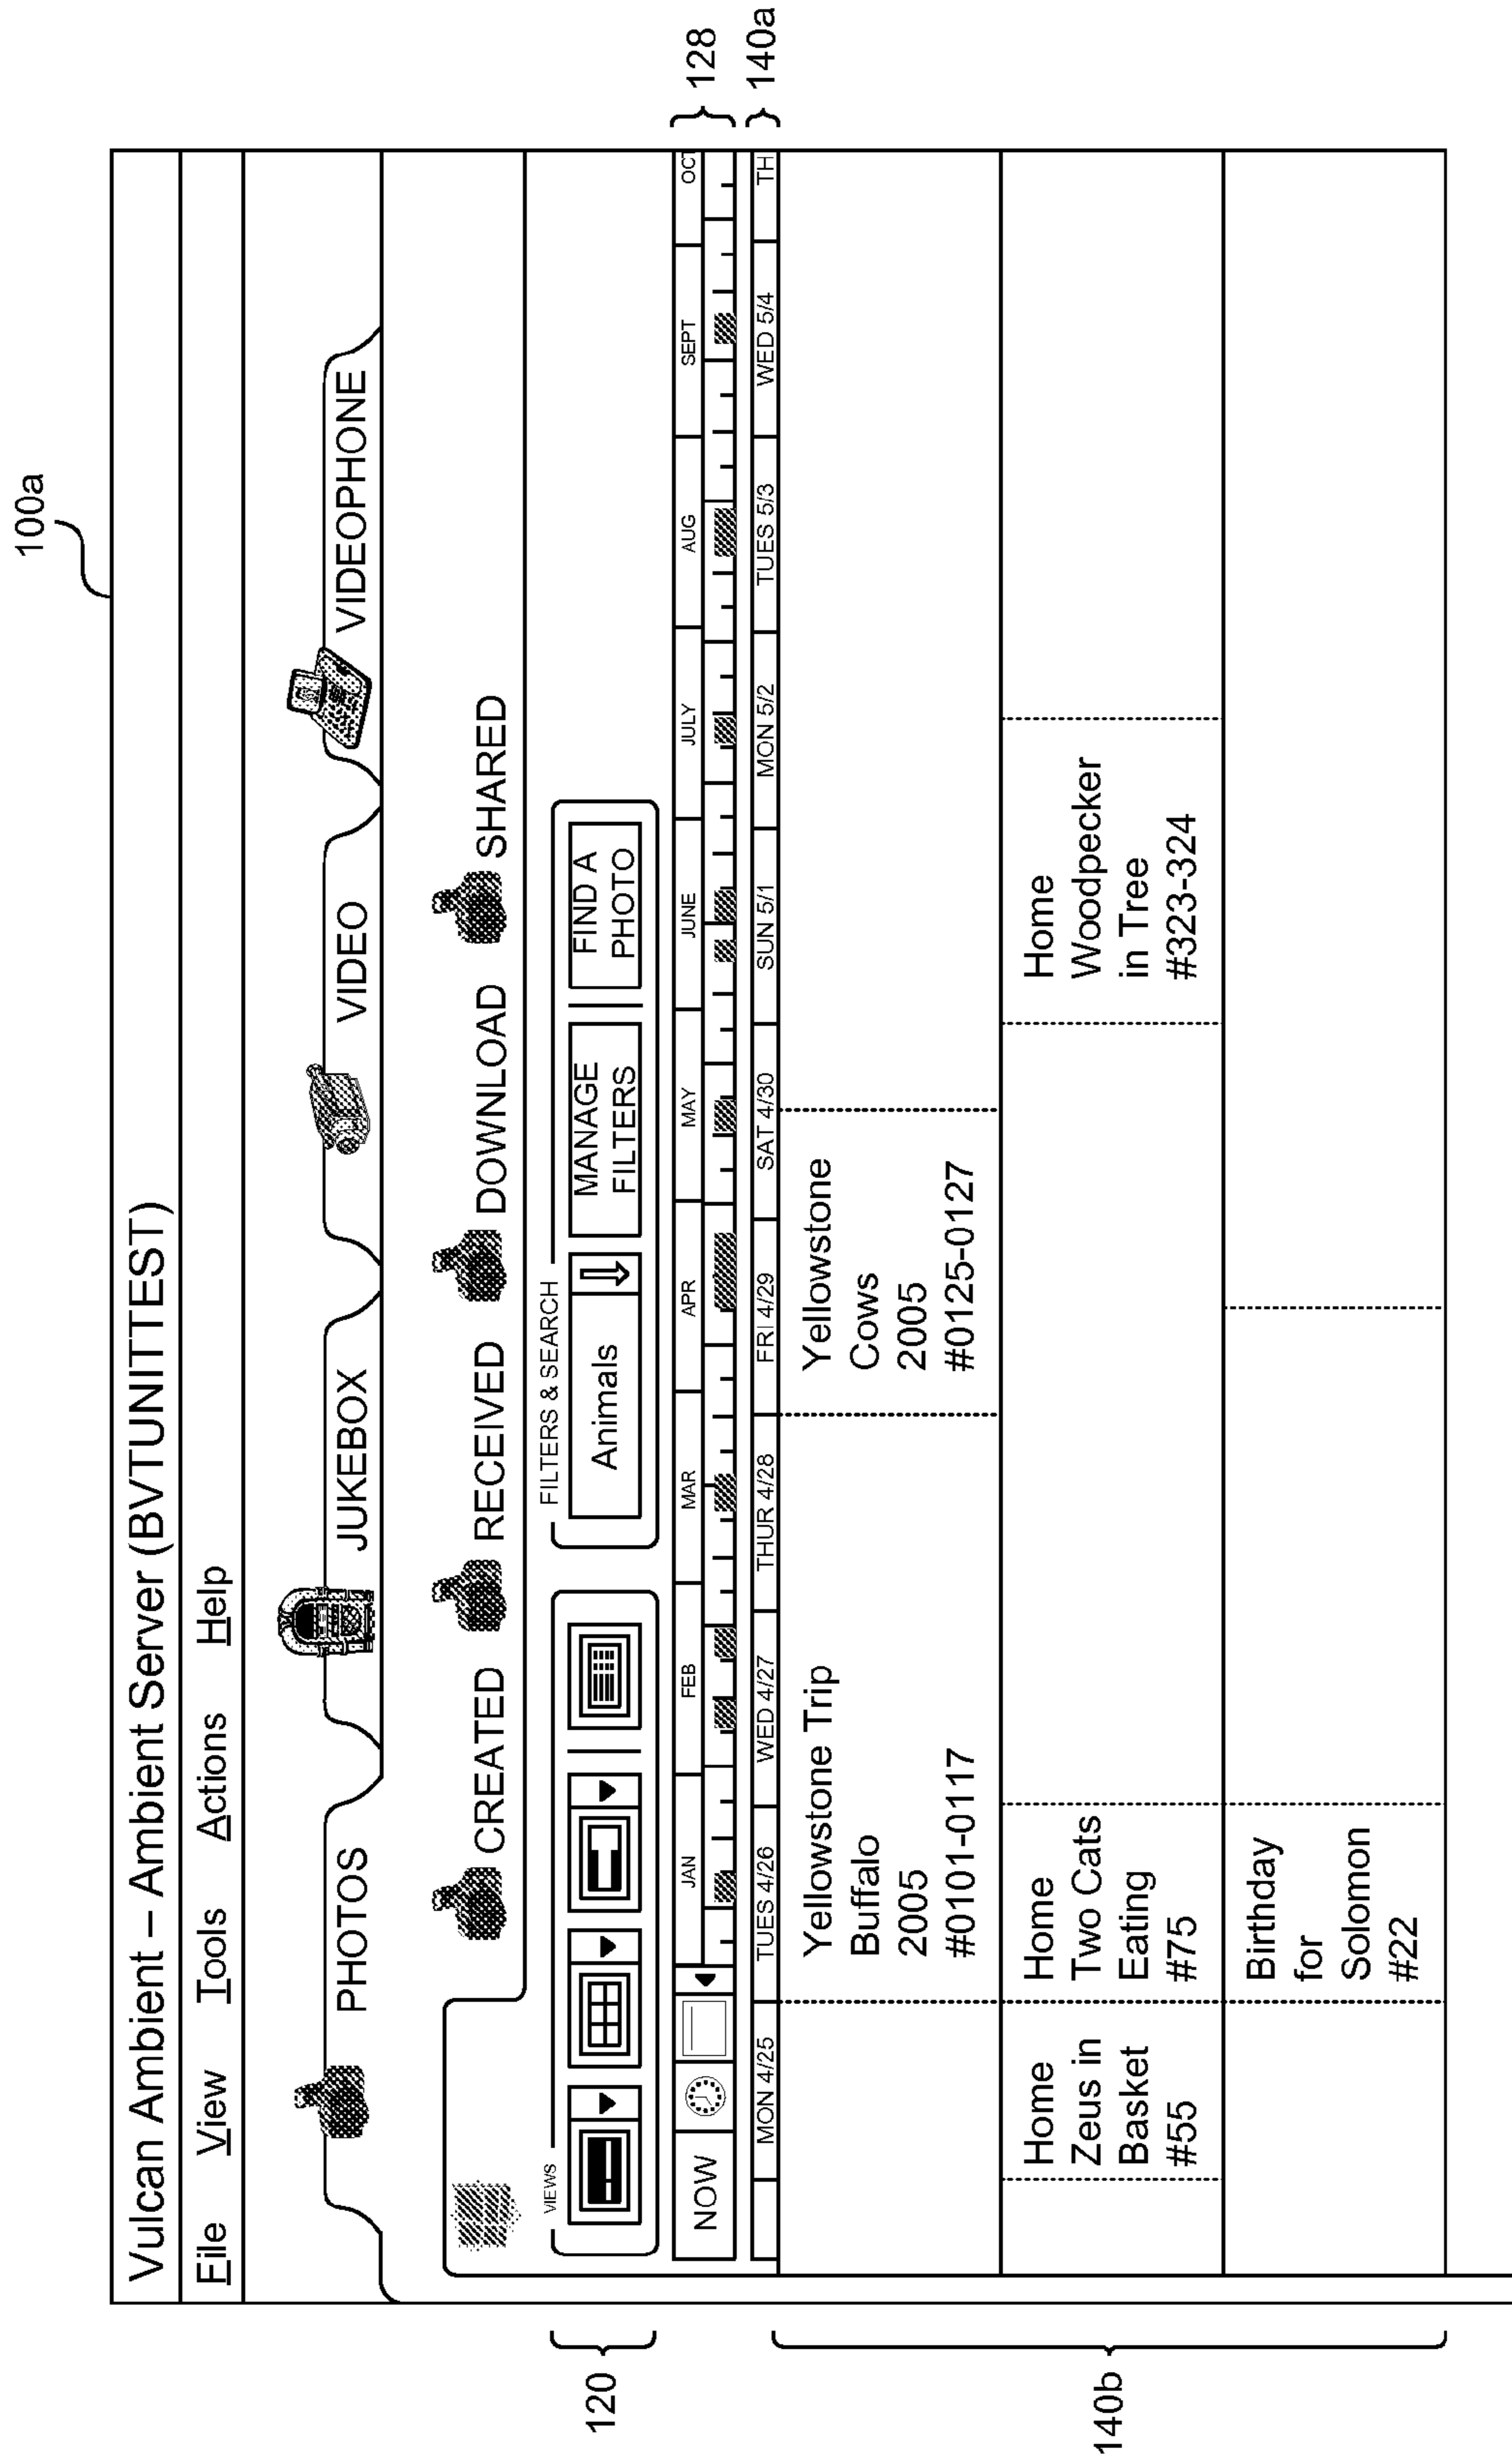 100a
Vulcan Ambient – Ambient Server (BVTUNITTEST)
File View Tools Actions Help
PHOTOS JUKEBOX VIDEO VIDEOPHONE
CREATED RECEIVED DOWNLOAD SHARED
VIEWS FILTERS & SEARCH
120
Animals
MANAGE
FILTERS
FIND A
PHOTO
NOW JAN FEB MAR APR MAY JUNE JULY AUG SEPT OCT
128
MON 4/25 TUES 4/26 WED 4/27 THUR 4/28 FRI 4/29 SAT 4/30 SUN 5/1 MON 5/2 TUES 5/3 WED 5/4 TH
140a
140b
Yellowstone Trip
Buffalo
2005
#0101-0117
Yellowstone
Cows
2005
#0125-0127
Home
Zeus in
Basket
#55
Home
Two Cats
Eating
#75
Home
Woodpecker
in Tree
#323-324
Birthday
for
Solomon
#22